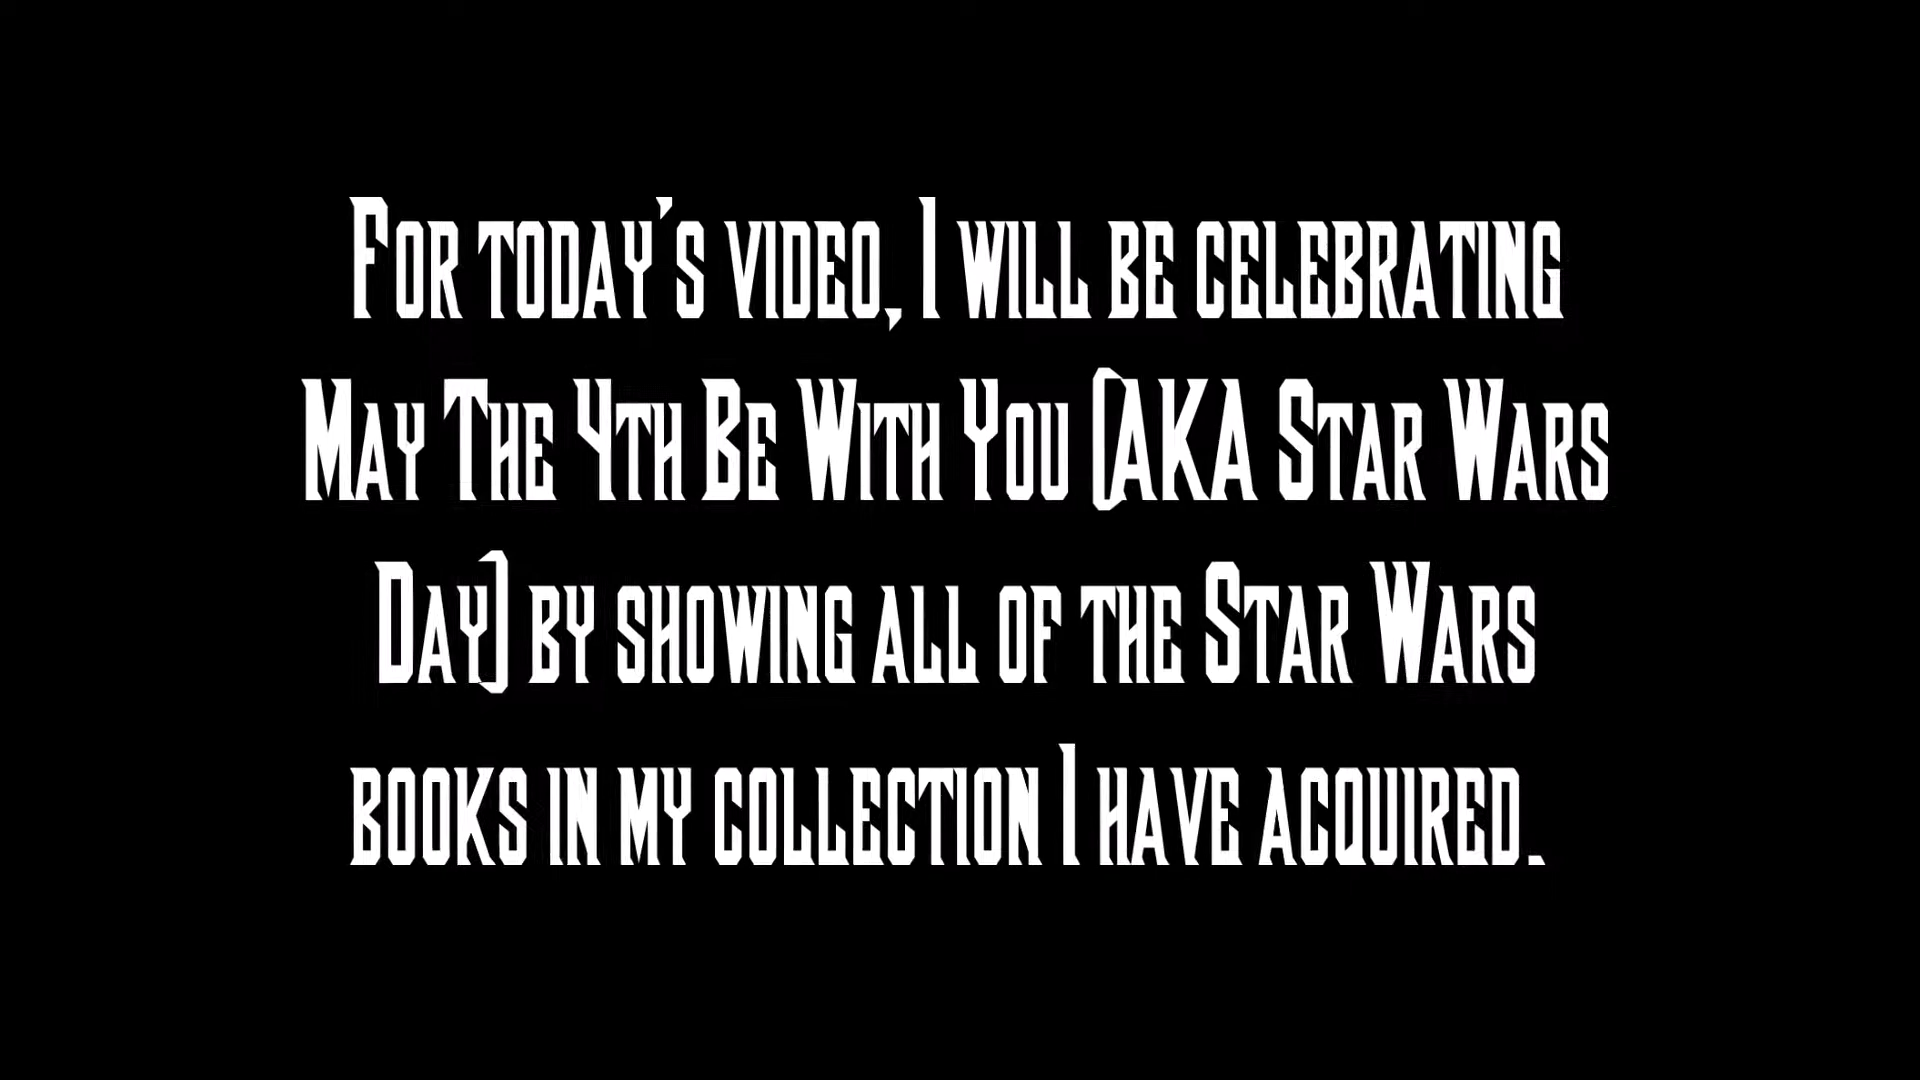 For today's video, I will be celebrating
May The 4th Be With You (AKA Star Wars
Day) by showing all of the Star Wars
books in my collection I have acquired.